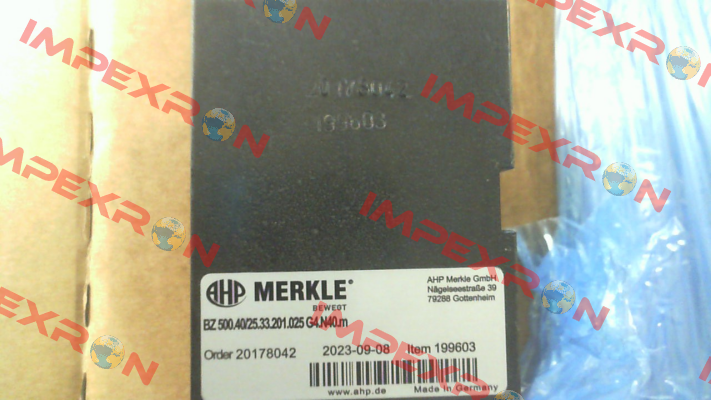 IMPEXRON
IMPEXRON
IMPEXRON
IMPEXRON
IMPEXRON
IMPEXRON
20178042
199603
AHP MERKLE®
BEWEGT
BZ 500.40/25.33.201.025 G4.N40.m
Order 20178042 2023-09-08 Item 199603
AHP Merkle GmbH
Nägelseestraße 39
79288 Gottenheim
www.ahp.de Made in Germany